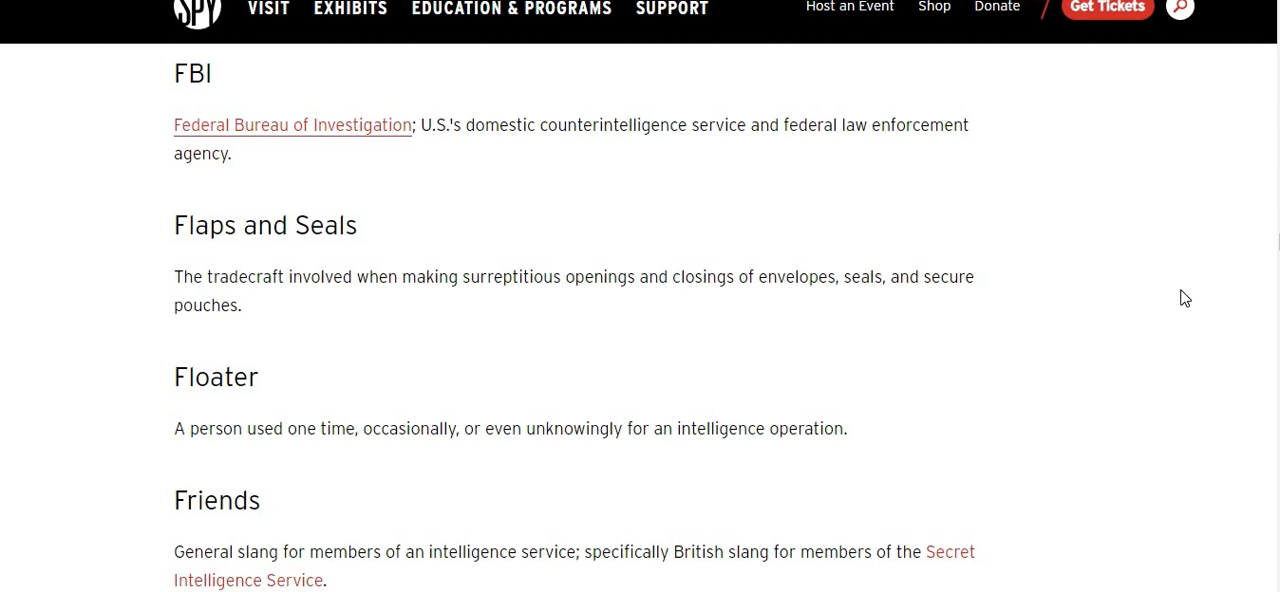 SPY VISIT EXHIBITS EDUCATION & PROGRAMS SUPPORT Host an Event Shop Donate Get Tickets
FBI
Federal Bureau of Investigation; U.S.'s domestic counterintelligence service and federal law enforcement
agency.
Flaps and Seals
The tradecraft involved when making surreptitious openings and closings of envelopes, seals, and secure
pouches.
Floater
A person used one time, occasionally, or even unknowingly for an intelligence operation.
Friends
General slang for members of an intelligence service; specifically British slang for members of the Secret
Intelligence Service.